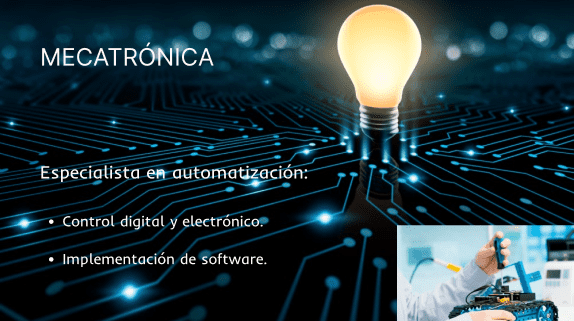 MECATRÓNICA
Especialista en automatización:
• Control digital y electrónico.
• Implementación de software.